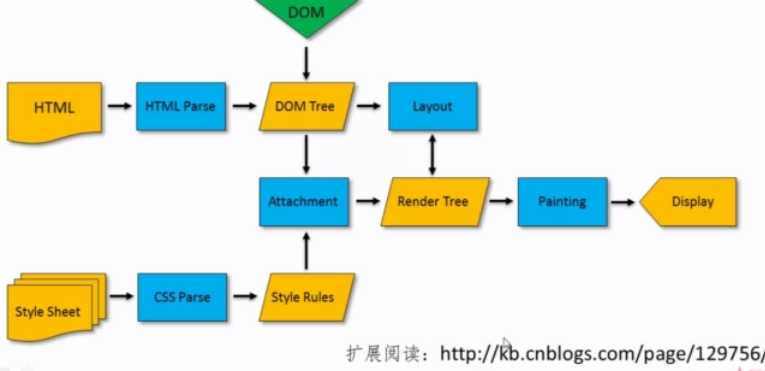 DOM
HTML
HTML Parse
DOM Tree
Layout
Attachment
Render Tree
Painting
Display
Style Sheet
CSS Parse
Style Rules
扩展阅读：http://kb.cnblogs.com/page/129756/